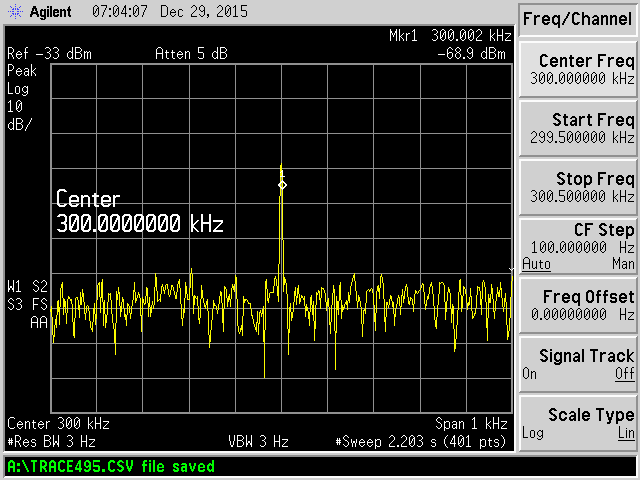 Agilent 07:04:07 Dec 29, 2015
Mkr1 300.002 kHz
Ref -33 dBm Atten 5 dB -68.9 dBm
Peak
Log
10
dB/
1
Center
300.0000000 kHz
W1 S2
S3 FS
AA
Center 300 kHz Span 1 kHz
#Res BW 3 Hz VBW 3 Hz #Sweep 2.203 s (401 pts)
A:\TRACE495.CSV file saved
Freq/Channel
Center Freq
300.000000 kHz
Start Freq
299.500000 kHz
Stop Freq
300.500000 kHz
CF Step
100.000000 Hz
Auto Man
Freq Offset
0.00000000 Hz
Signal Track
On Off
Scale Type
Log Lin